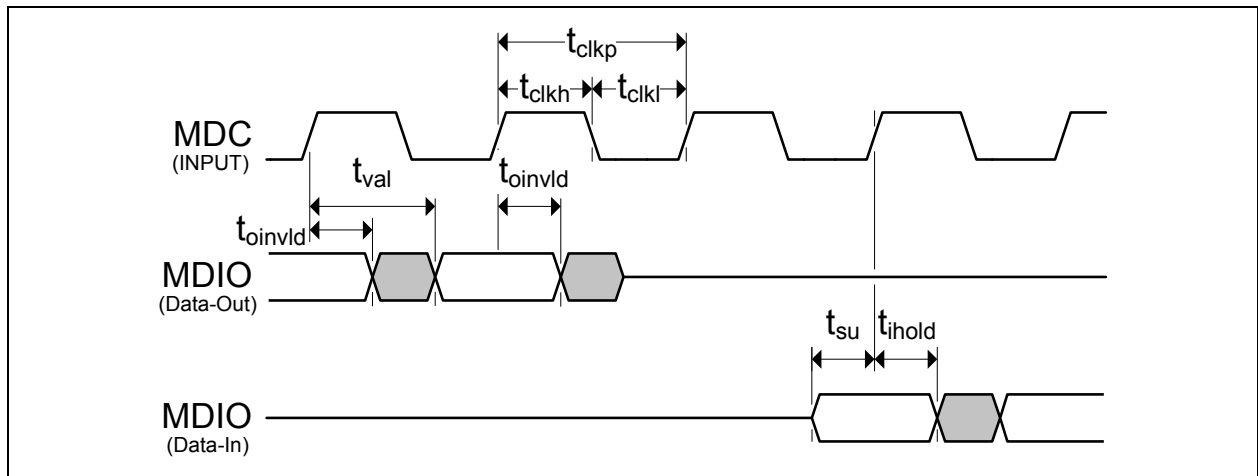 tclkp
tclkh tclkl
MDC
(INPUT)
tval
toinvld
toinvld
MDIO
(Data-Out)
tsu tihold
MDIO
(Data-In)